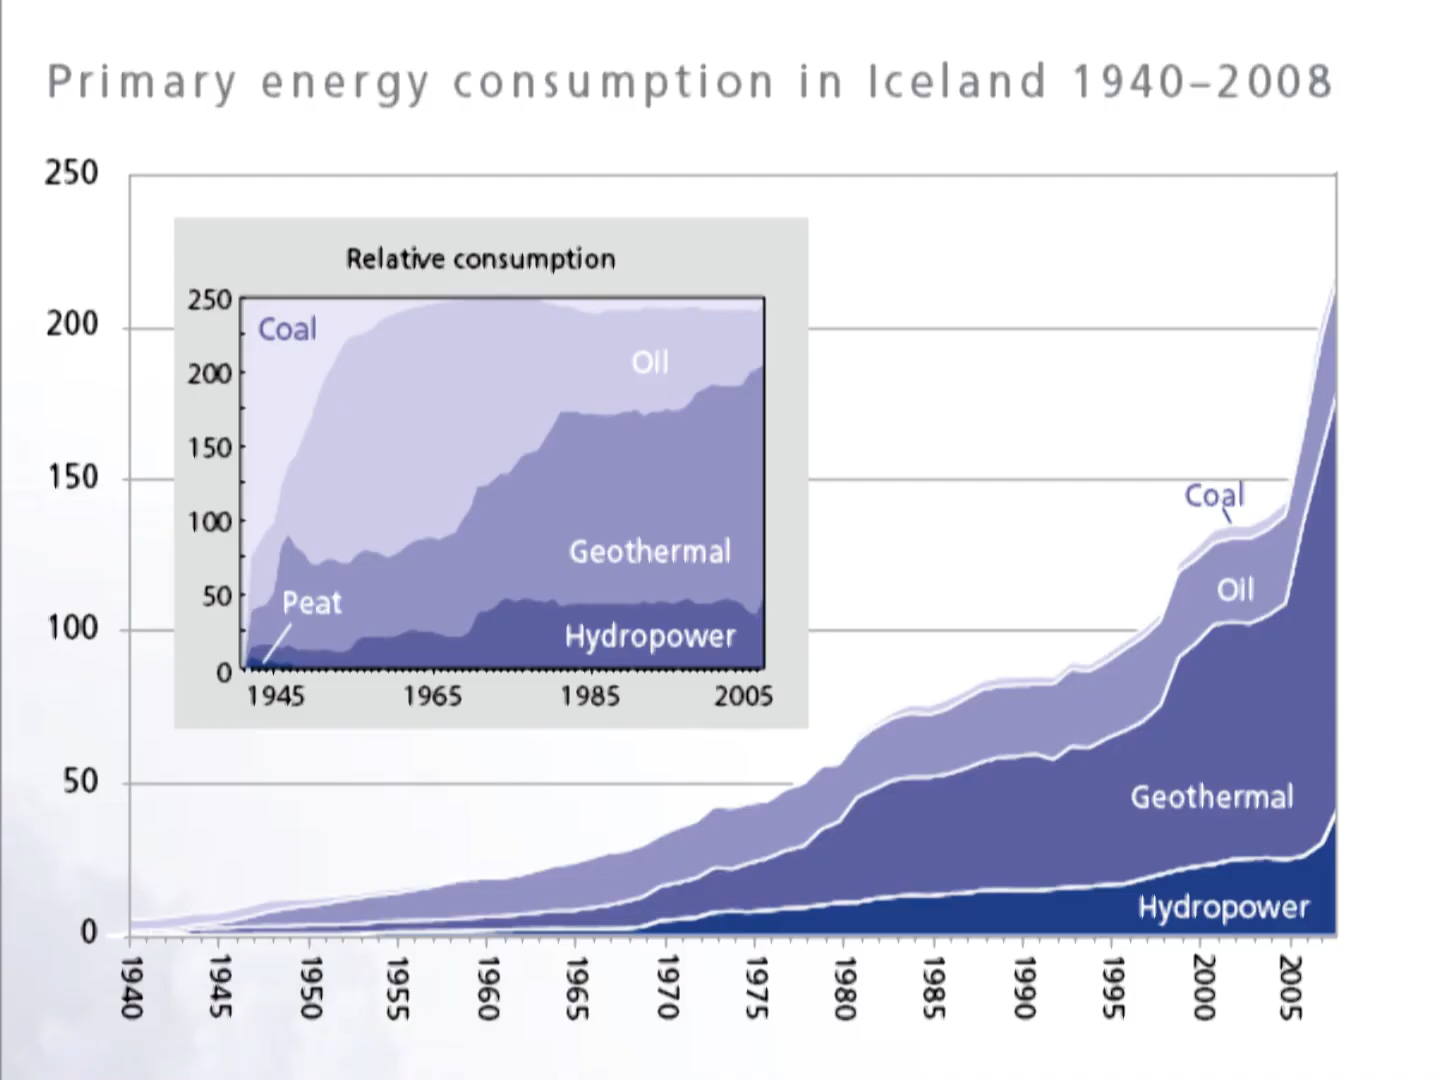 Primary energy consumption in Iceland 1940–2008
250
200
150
100
50
0
Relative consumption
250
200
150
100
50
0
Coal
Oil
Peat
Geothermal
Hydropower
1945 1965 1985 2005
Coal
Oil
Geothermal
Hydropower
1940 1945 1950 1955 1960 1965 1970 1975 1980 1985 1990 1995 2000 2005